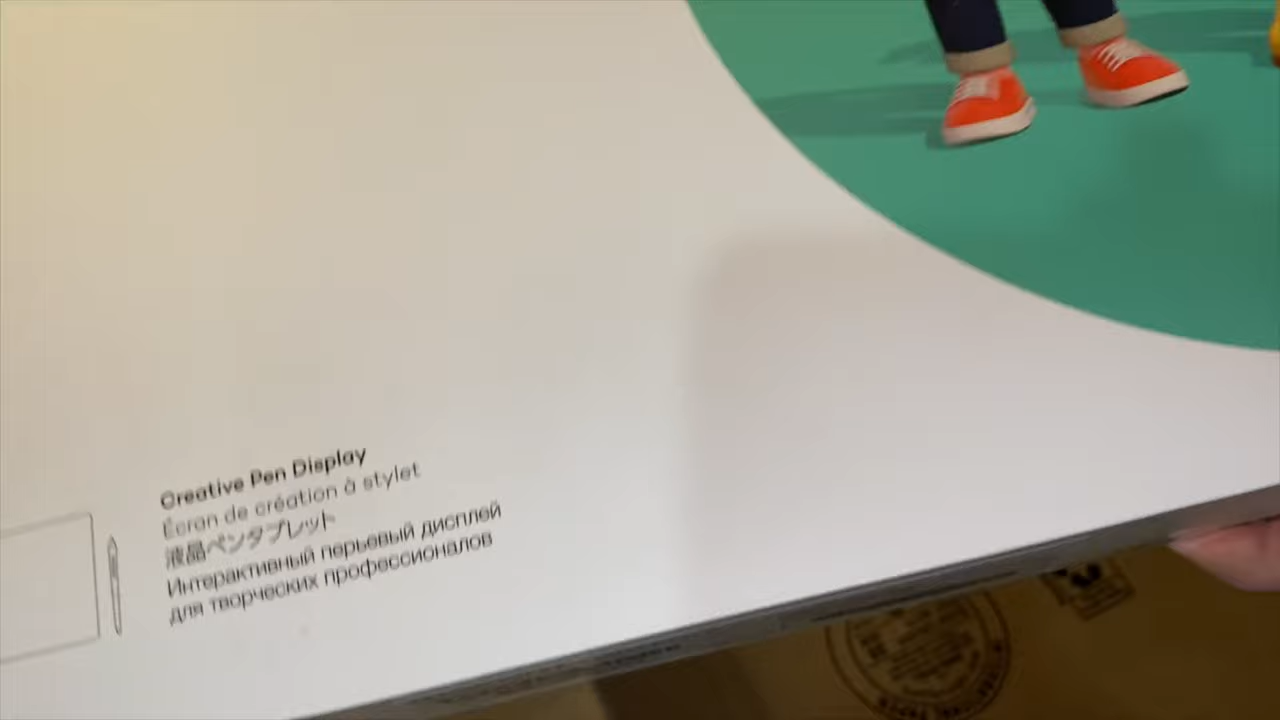 Creative Pen Display
Écran de création à stylet
液晶ペンタブレット
Интерактивный перьевый дисплей
для творческих профессионалов